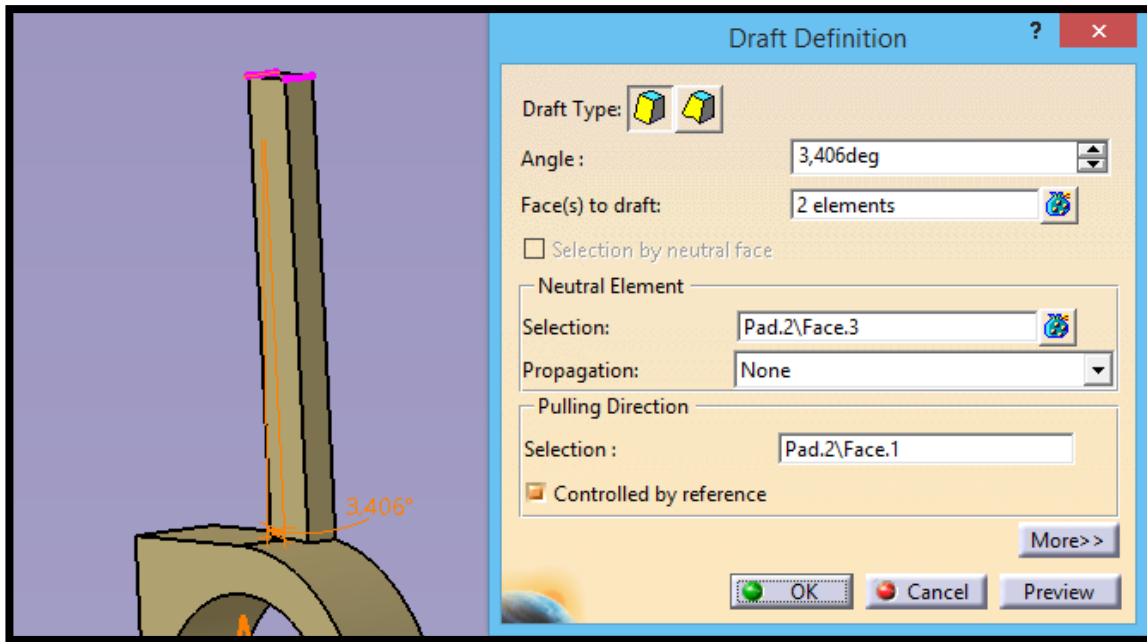 Draft Definition
?
×
Draft Type:
Angle :
3,406deg
Face(s) to draft:
2 elements
Selection by neutral face
Neutral Element
Selection:
Pad.2\Face.3
Propagation:
None
Pulling Direction
Selection :
Pad.2\Face.1
Controlled by reference
More>>
OK
Cancel
Preview
3,406°